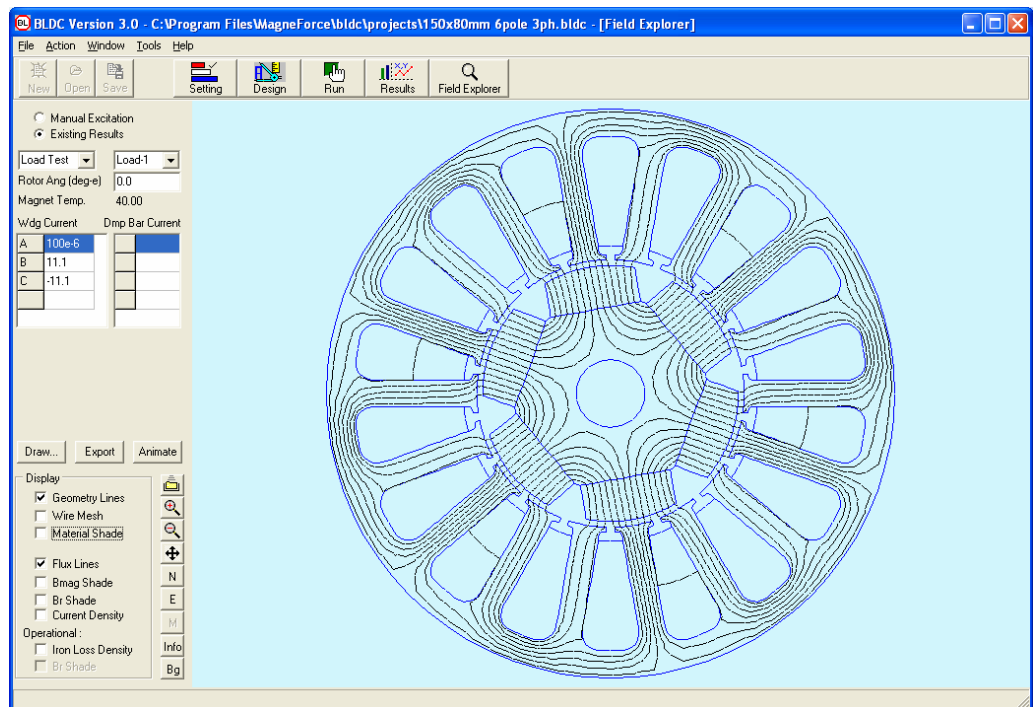 BLDC Version 3.0 - C:\Program Files\MagneForce\bldc\projects\150x80mm 6pole 3ph.bldc - [Field Explorer]
File Action Window Tools Help
New Open Save Setting Design Run Results Field Explorer
Manual Excitation
Existing Results
Load Test Load-1
Rotor Ang (deg-e) 0.0
Magnet Temp. 40.00
Wdg Current Dmp Bar Current
A 100e-6
B 11.1
C -11.1
Draw... Export Animate
Display
Geometry Lines
Wire Mesh
Material Shade
Flux Lines
Bmag Shade
N
Br Shade
E
Current Density
M
Operational :
Iron Loss Density
Info
Br Shade
Bg